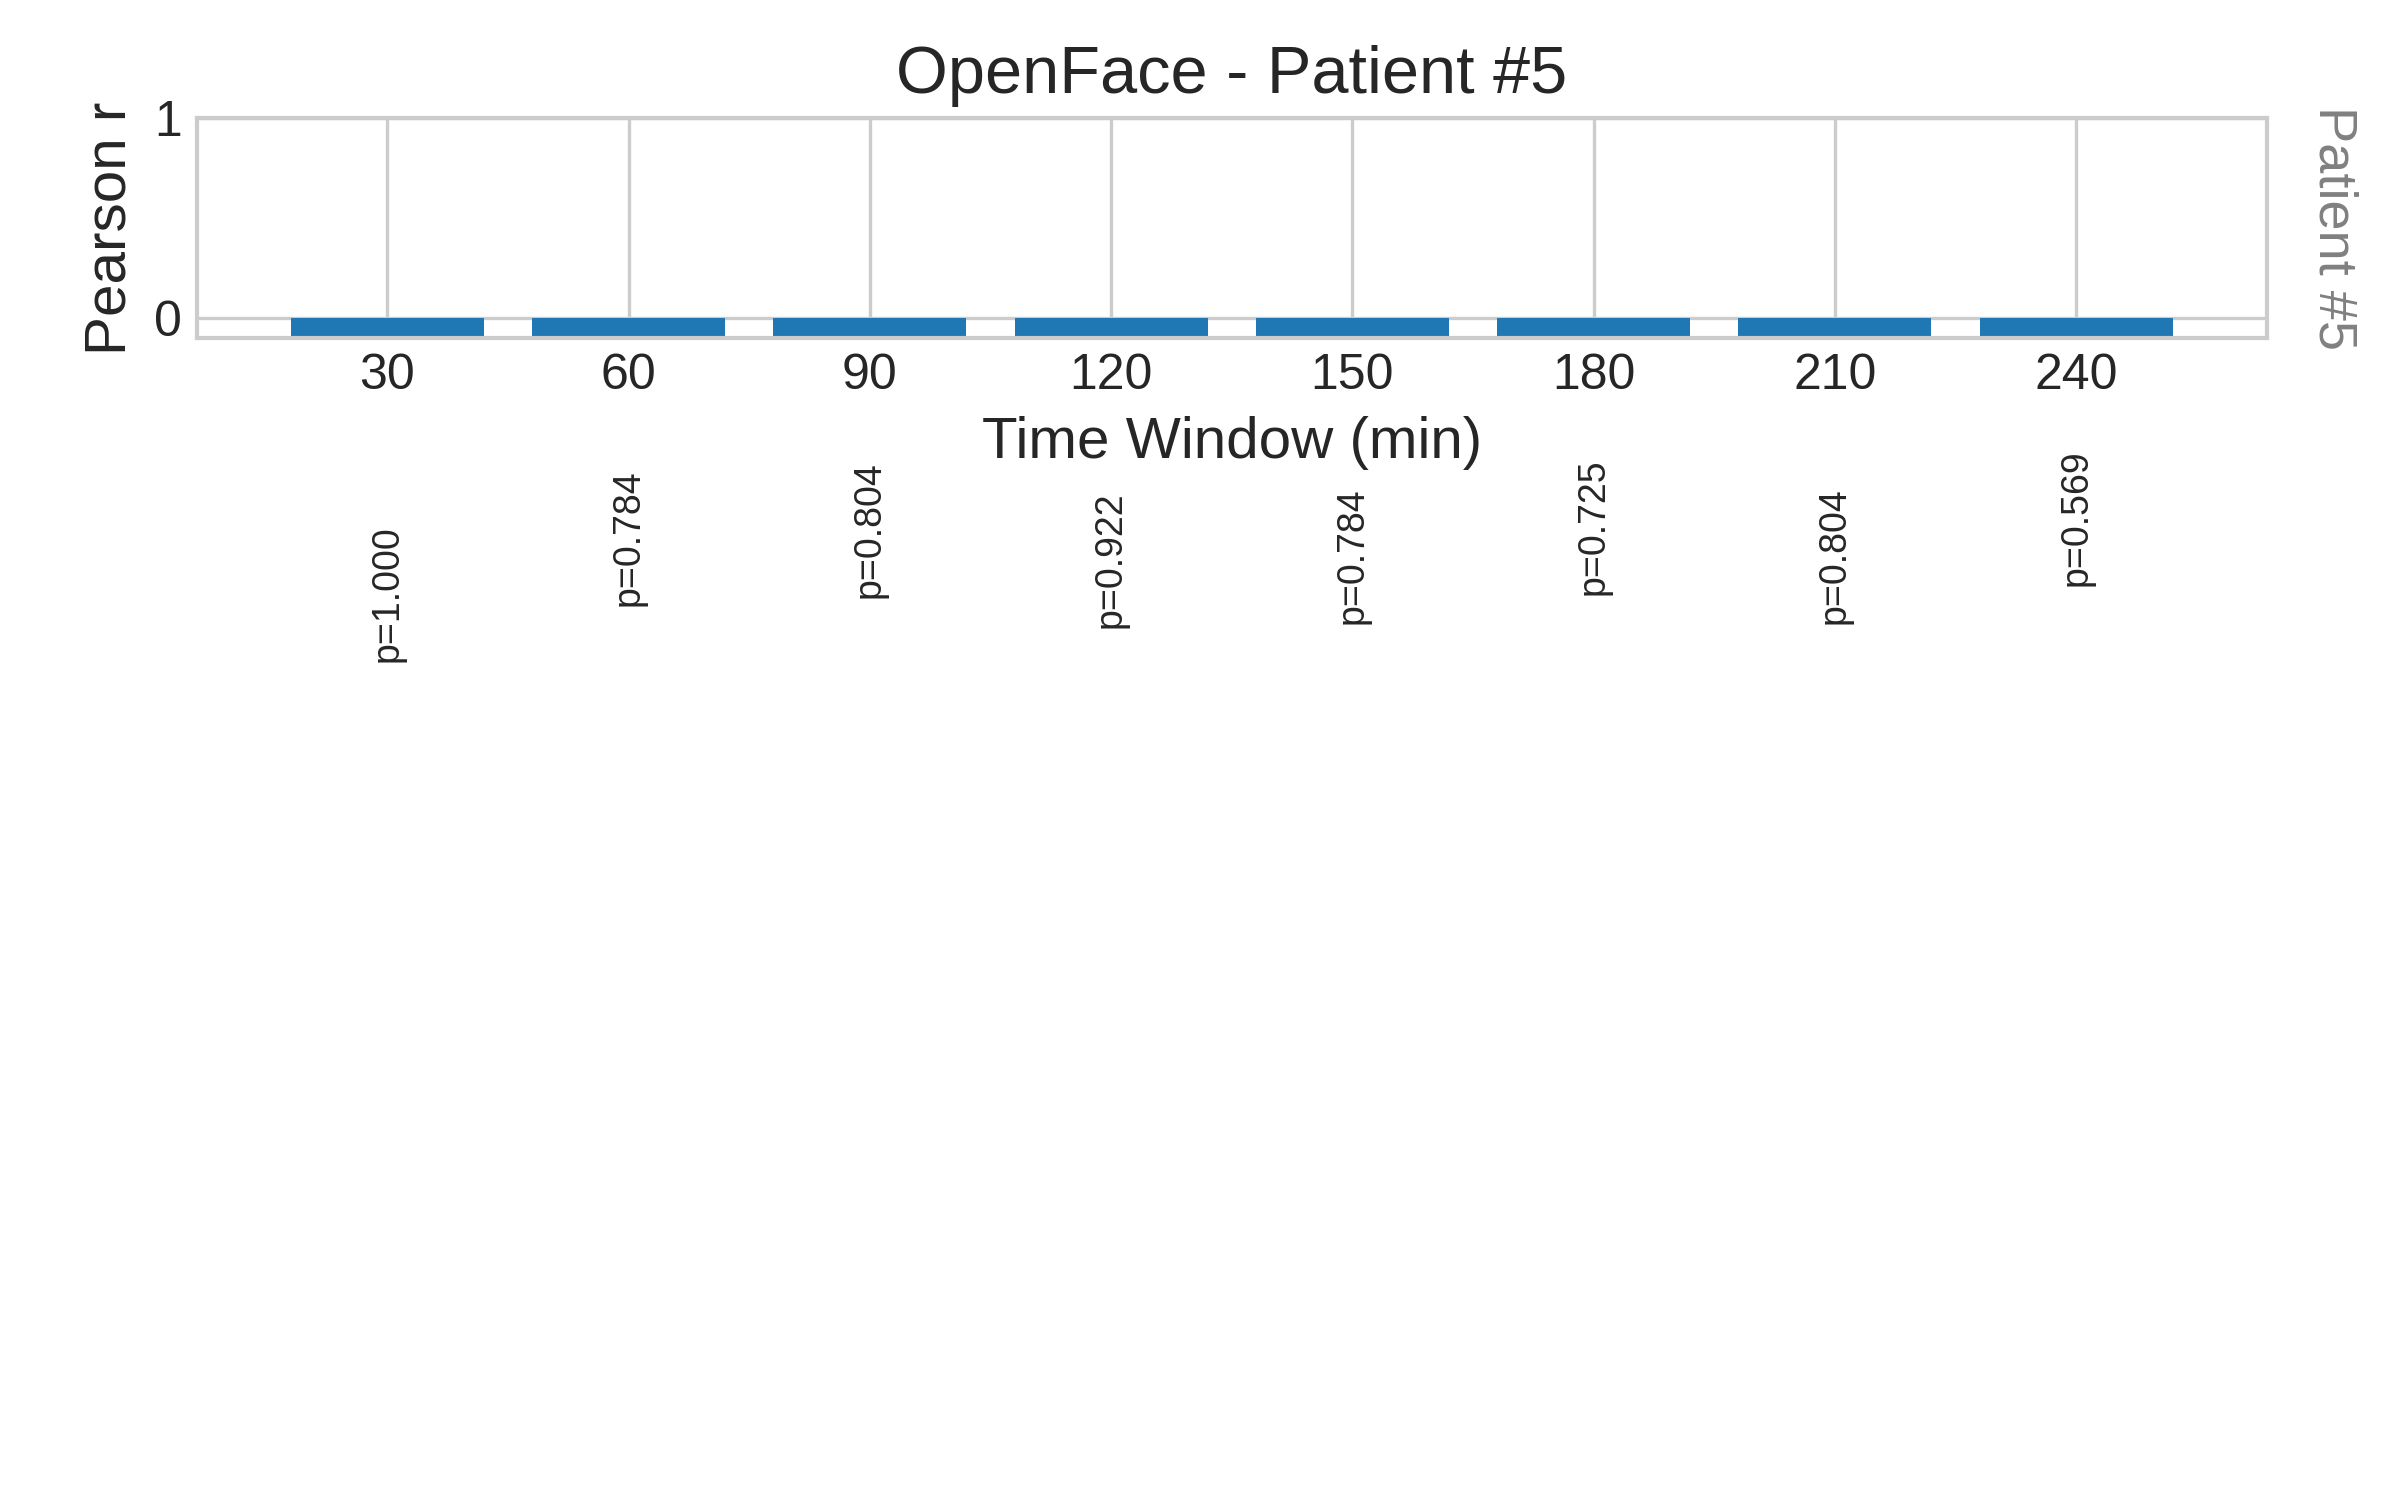 OpenFace - Patient #5
Pearson r
1
0
Patient #5
30 60 90 120 150 180 210 240
Time Window (min)
p=1.000
p=0.784
p=0.804
p=0.922
p=0.784
p=0.725
p=0.804
p=0.569